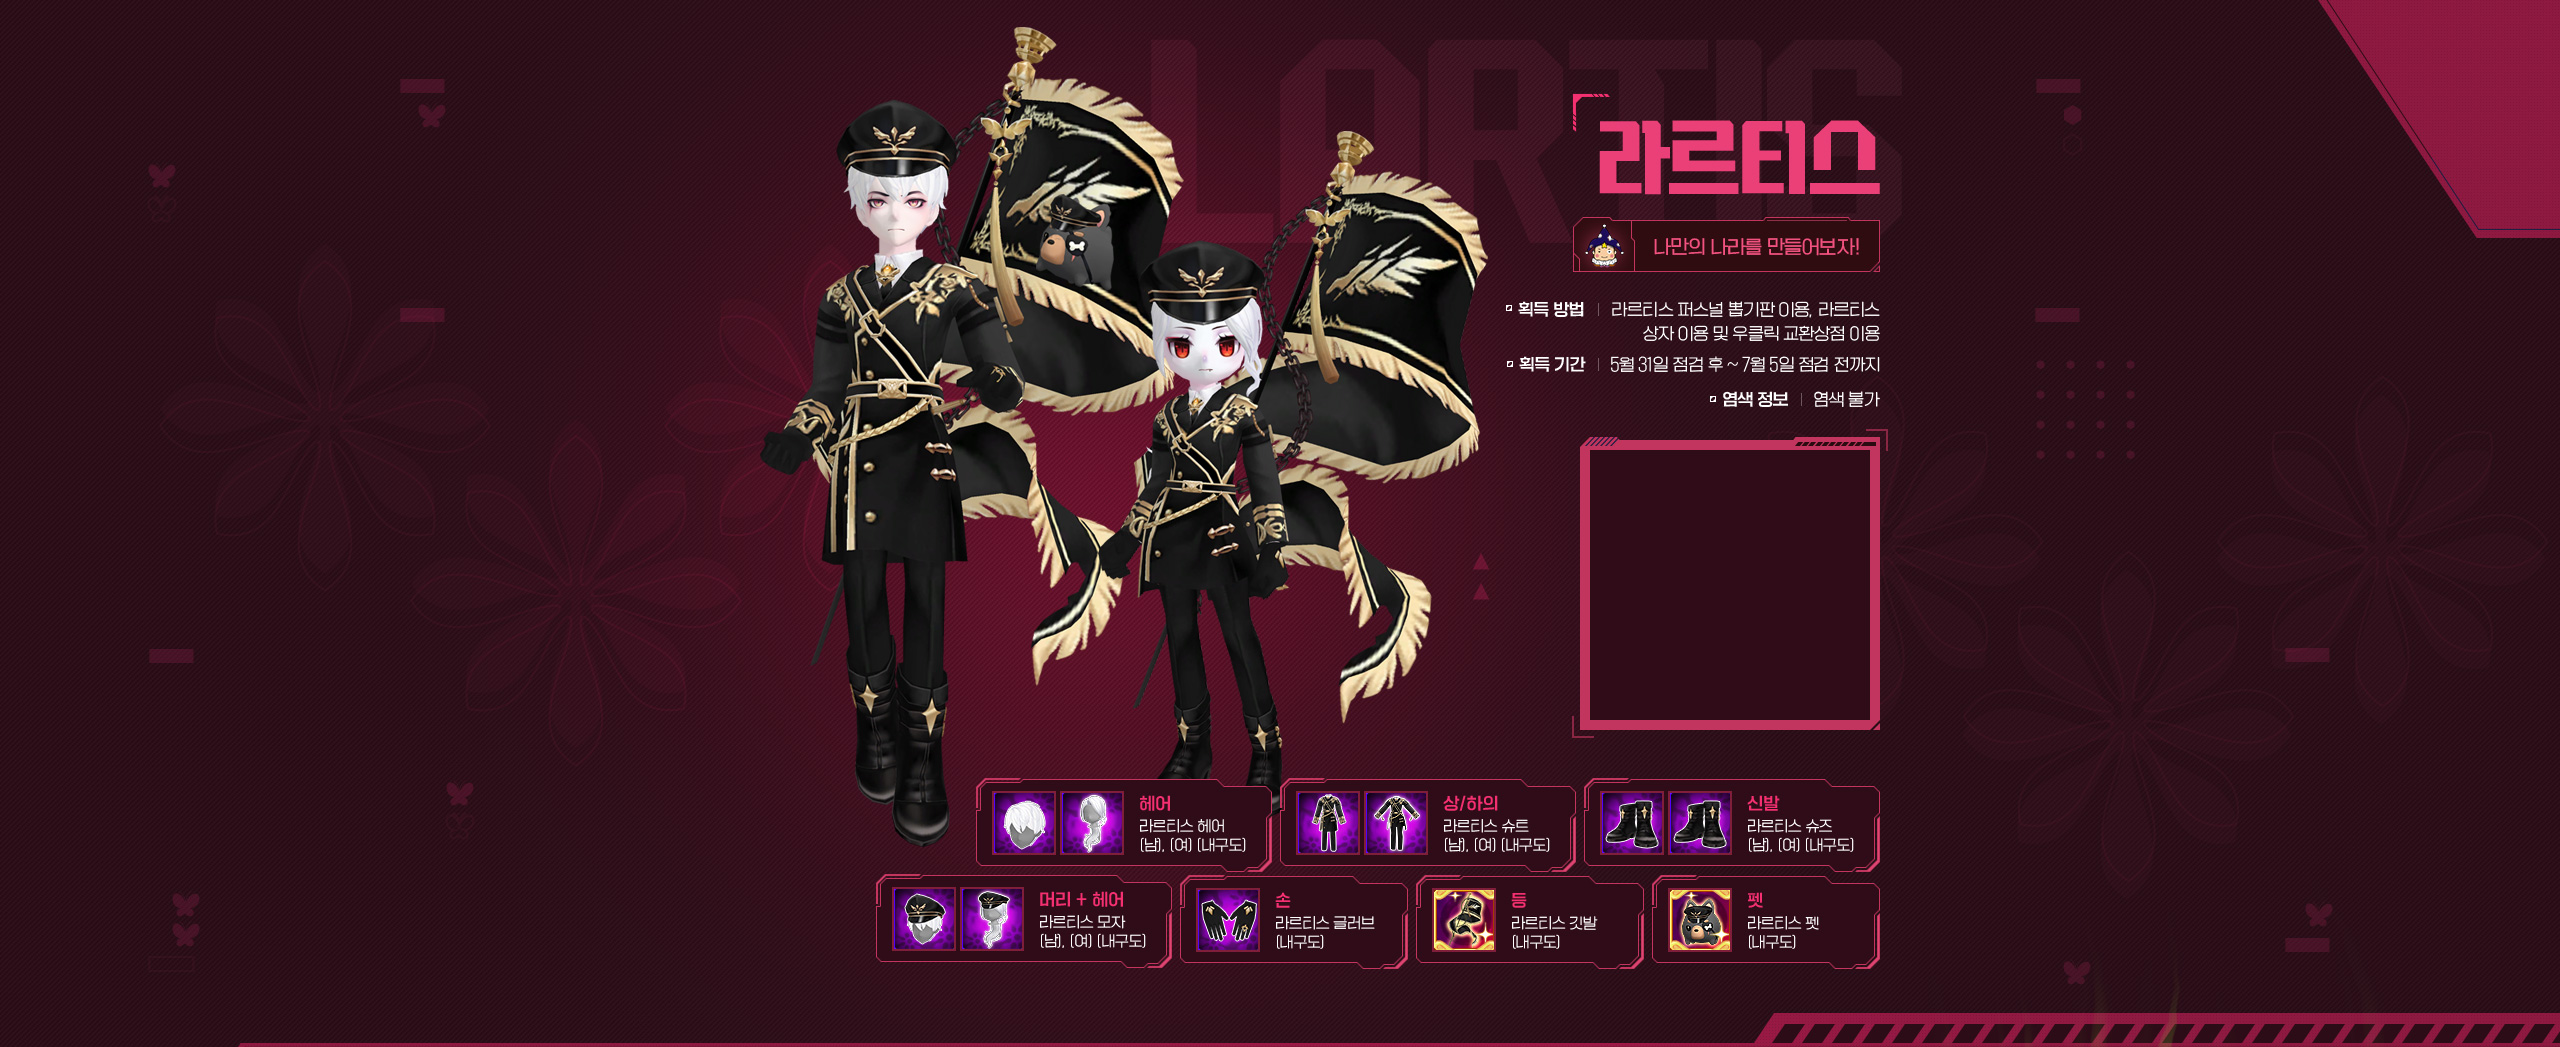 LARTIS
라르티스
나만의 나라를 만들어보자!
획득 방법 라르티스 퍼스널 뽑기판 이용, 라르티스
상자 이용 및 우클릭 교환상점 이용
획득 기간 5월 31일 점검 후 ~ 7월 5일 점검 전까지
염색 정보 염색 불가
헤어
라르티스 헤어
(남), (여) (내구도)
상/하의
라르티스 슈트
(남), (여) (내구도)
신발
라르티스 슈즈
(남), (여) (내구도)
머리 + 헤어
라르티스 모자
(남), (여) (내구도)
손
라르티스 글러브
(내구도)
등
라르티스 깃발
(내구도)
펫
라르티스 펫
(내구도)